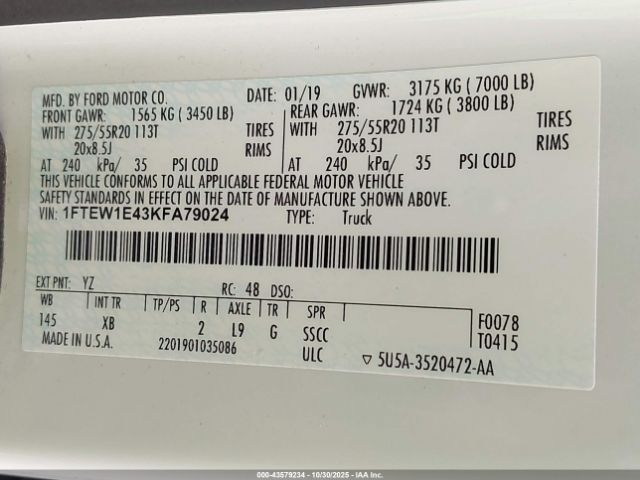 MFD. BY FORD MOTOR CO. DATE: 01/19 GVWR: 3175 KG ( 7000 LB)
FRONT GAWR: 1565 KG ( 3450 LB) REAR GAWR: 1724 KG ( 3800 LB)
WITH 275/55R20 113T TIRES WITH 275/55R20 113T TIRES
20x8.5J RIMS 20x8.5J RIMS
AT 240 kPa/ 35 PSI COLD AT 240 kPa/ 35 PSI COLD
THIS VEHICLE CONFORMS TO ALL APPLICABLE FEDERAL MOTOR VEHICLE
SAFETY STANDARDS IN EFFECT ON THE DATE OF MANUFACTURE SHOWN ABOVE.
VIN: 1FTEW1E43KFA79024 TYPE: Truck
EXT PNT: YZ RC: 48 DSO:
WB INT TR TP/PS R AXLE TR SPR F0078
145 XB 2 L9 G SSCC T0415
MADE IN U.S.A. 2201901035086 ULC ▽ 5U5A-3520472-AA
000-43579234 | 10/30/2025 | IAA Inc.